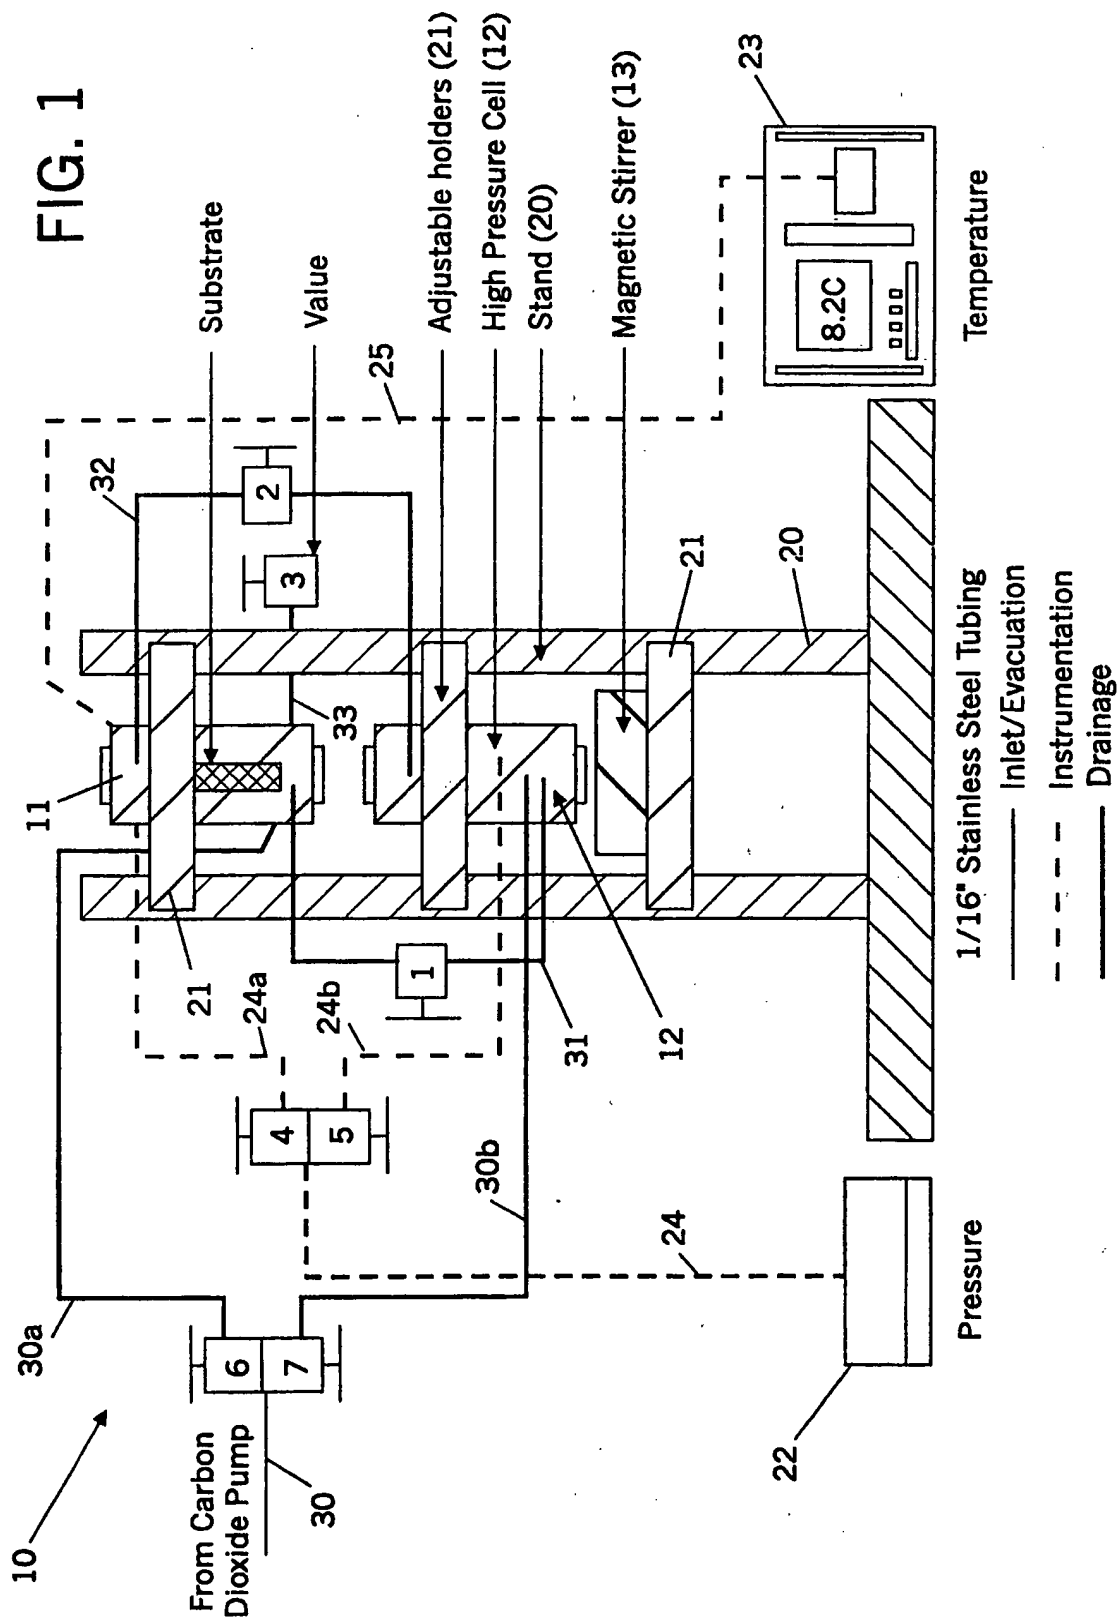 FIG. 1
10
From Carbon
Dioxide Pump
30
30a
6
7
30b
4
5
24a
24b
24
1
31
12
21
11
32
33
3
2
25
Substrate
Value
Adjustable holders (21)
High Pressure Cell (12)
Stand (20)
Magnetic Stirrer (13)
21
20
23
8.2C
Temperature
22
Pressure
1/16" Stainless Steel Tubing
Inlet/Evacuation
Instrumentation
Drainage